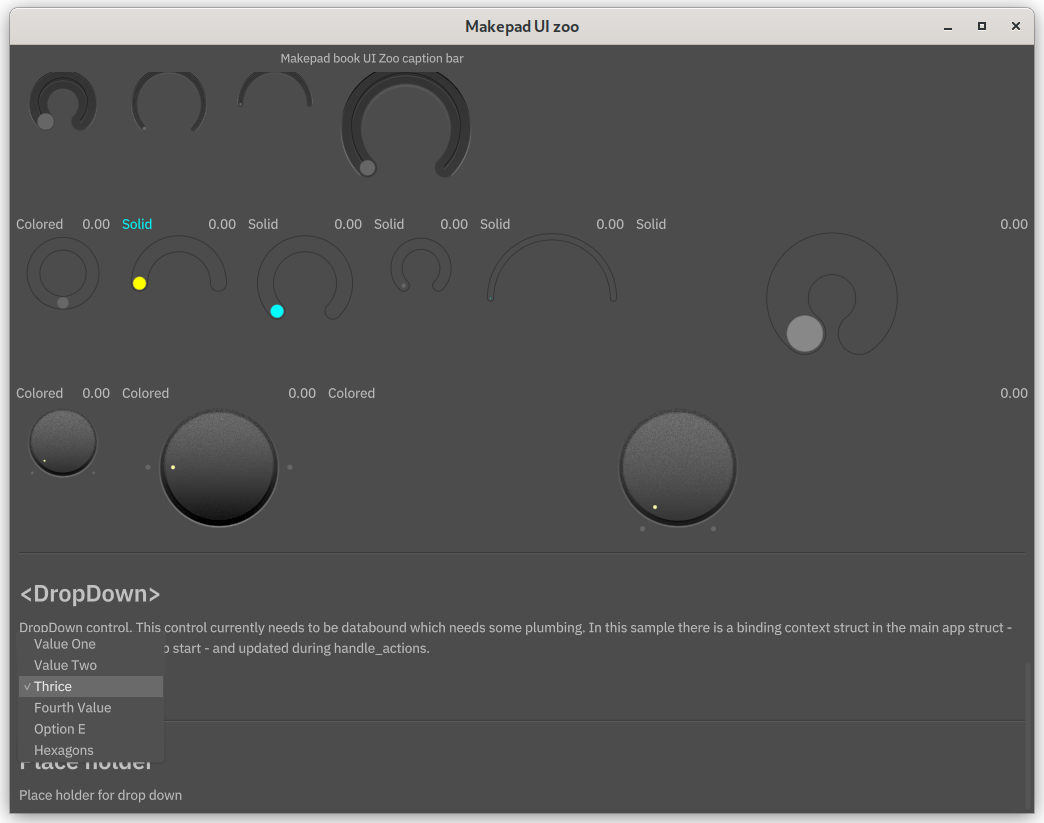 Makepad UI zoo
Makepad book UI Zoo caption bar
Colored 0.00 Solid 0.00 Solid 0.00 Solid 0.00 Solid 0.00 Solid 0.00
Colored 0.00 Colored 0.00 Colored 0.00
<DropDown>
DropDown control. This control currently needs to be databound which needs some plumbing. In this sample there is a binding context struct in the main app struct -
start - and updated during handle_actions.
Value One
Value Two
v Thrice
Fourth Value
Option E
Hexagons
Place holder
Place holder for drop down